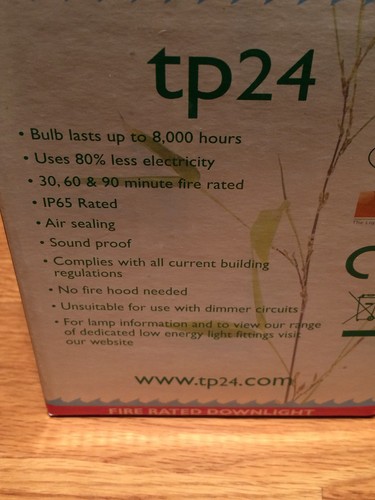 tp24
• Bulb lasts up to 8,000 hours
• Uses 80% less electricity
• 30, 60 & 90 minute fire rated
• IP65 Rated
• Air sealing
• Sound proof
• Complies with all current building
regulations
• No fire hood needed
• Unsuitable for use with dimmer circuits
• For lamp information and to view our range
of dedicated low energy light fittings visit
our website
www.tp24.com
FIRE RATED DOWNLIGHT